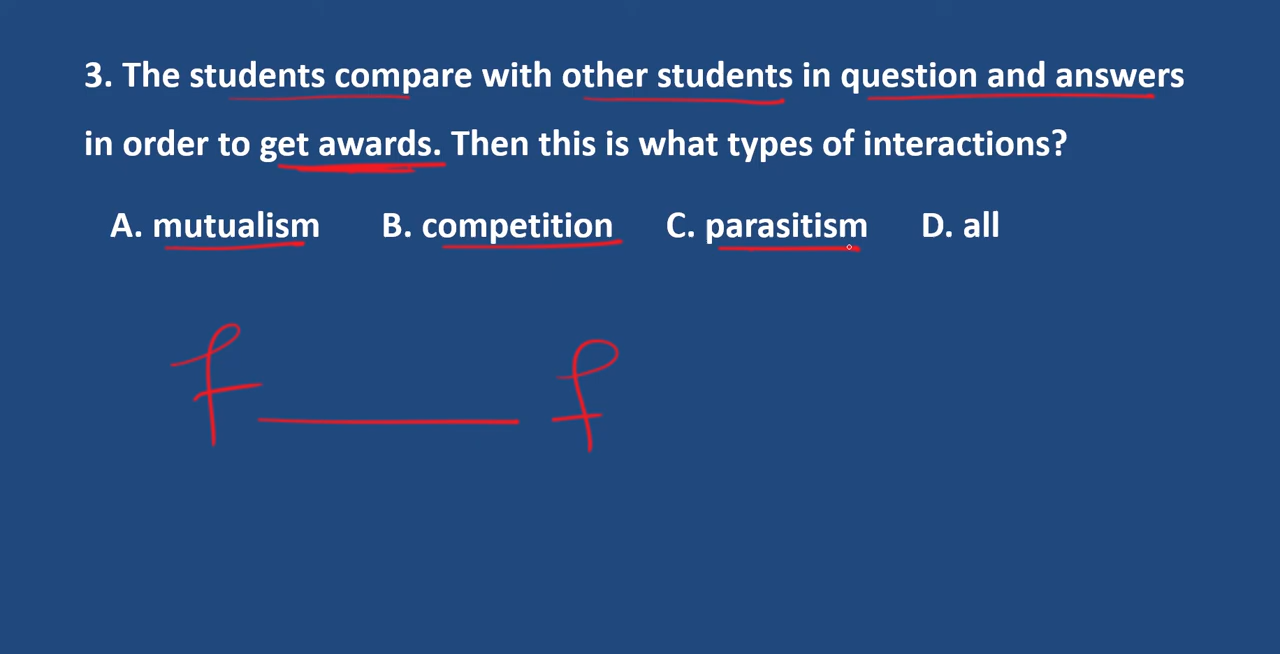 3. The students compare with other students in question and answers
in order to get awards. Then this is what types of interactions?
A. mutualism B. competition C. parasitism D. all